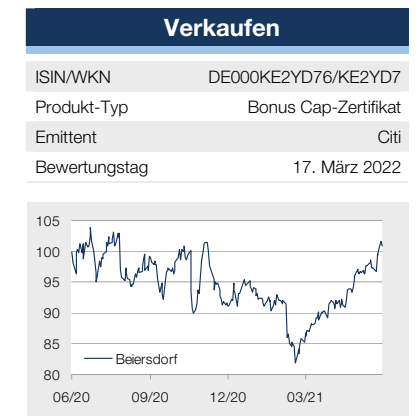 Verkaufen
ISIN/WKN DE000KE2YD76/KE2YD7
Produkt-Typ Bonus Cap-Zertifikat
Emittent Citi
Bewertungstag 17. März 2022
105
100
95
90
85
80
Beiersdorf
06/20 09/20 12/20 03/21